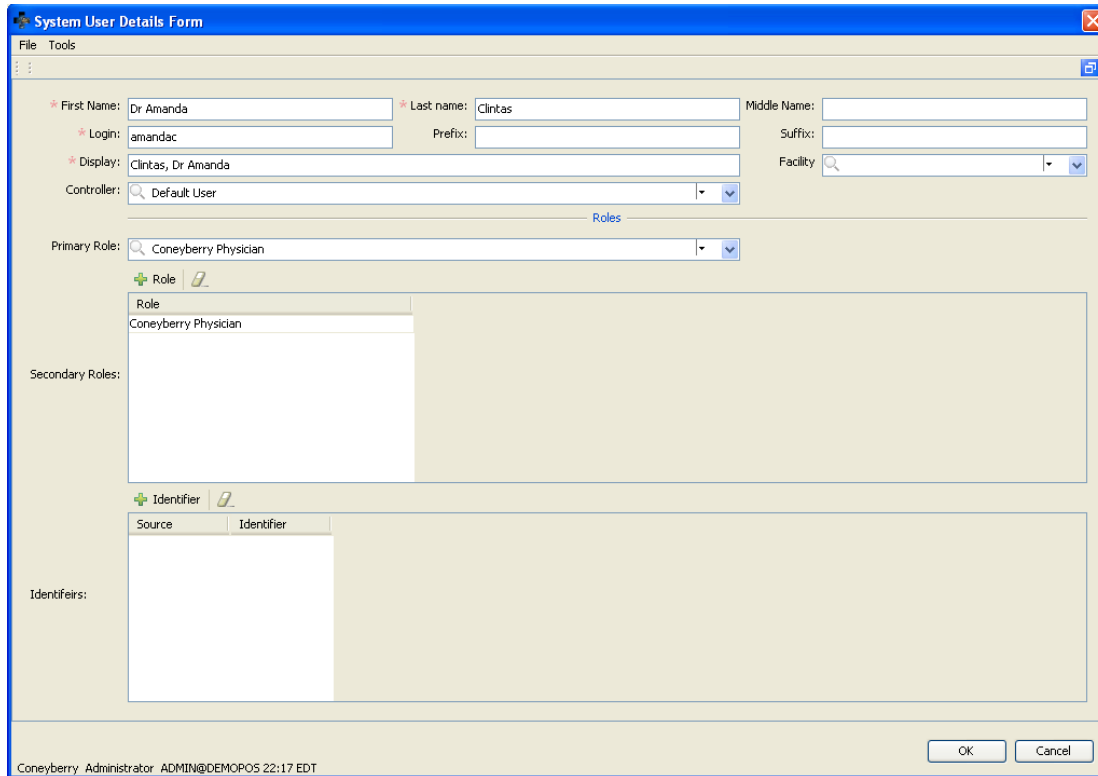 System User Details Form
File Tools
* First Name: Dr Amanda * Last name: Clintas Middle Name:
* Login: amandac Prefix: Suffix:
* Display: Clintas, Dr Amanda Facility
Controller: Default User
Roles
Primary Role: Coneyberry Physician
Role
Role
Coneyberry Physician
Secondary Roles:
Identifier
Source Identifier
Identifeirs:
OK Cancel
Coneyberry Administrator ADMIN@DEMOPOS 22:17 EDT